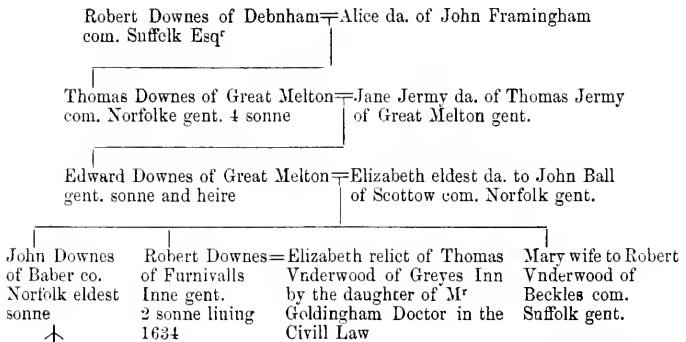 Robert Downes of Debnham=Alice da. of John Framingham
com. Suffolk Esqʳ
Thomas Downes of Great Melton=Jane Jermy da. of Thomas Jermy
com. Norfolke gent. 4 sonne
of Great Melton gent.
Edward Downes of Great Melton=Elizabeth eldest da. to John Ball
gent. sonne and heire
of Scottow com. Norfolk gent.
John Downes
of Baber co.
Norfolk eldest
sonne
Robert Downes=
of Furnivalls
Inne gent.
2 sonne liuing
1634
Elizabeth relict of Thomas
Vnderwood of Greyes Inn
by the daughter of Mʳ
Goldingham Doctor in the
Civill Law
Mary wife to Robert
Vnderwood of
Beckles com.
Suffolk gent.